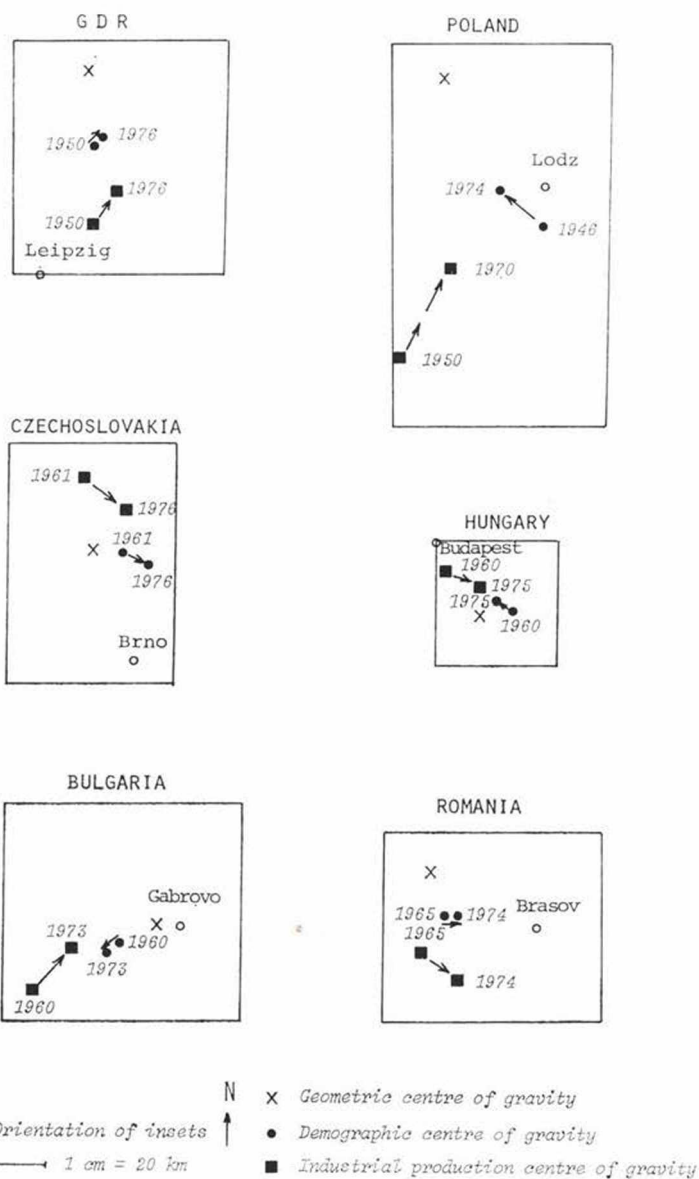 G D R
1950 1976
1976
1950
Leipzig
POLAND
Lodz
1974
1946
1970
1950
CZECHOSLOVAKIA
1961
1976
1961
1976
Brno
HUNGARY
Budapest
1960
1975
1975
1960
BULGARIA
Gabrovo
1973
1960
1973
1960
ROMANIA
1965 1974 Brasov
1965
1974
N
X Geometric centre of gravity
Orientation of insets
Demographic centre of gravity
1 cm = 20 km
Industrial production centre of gravity